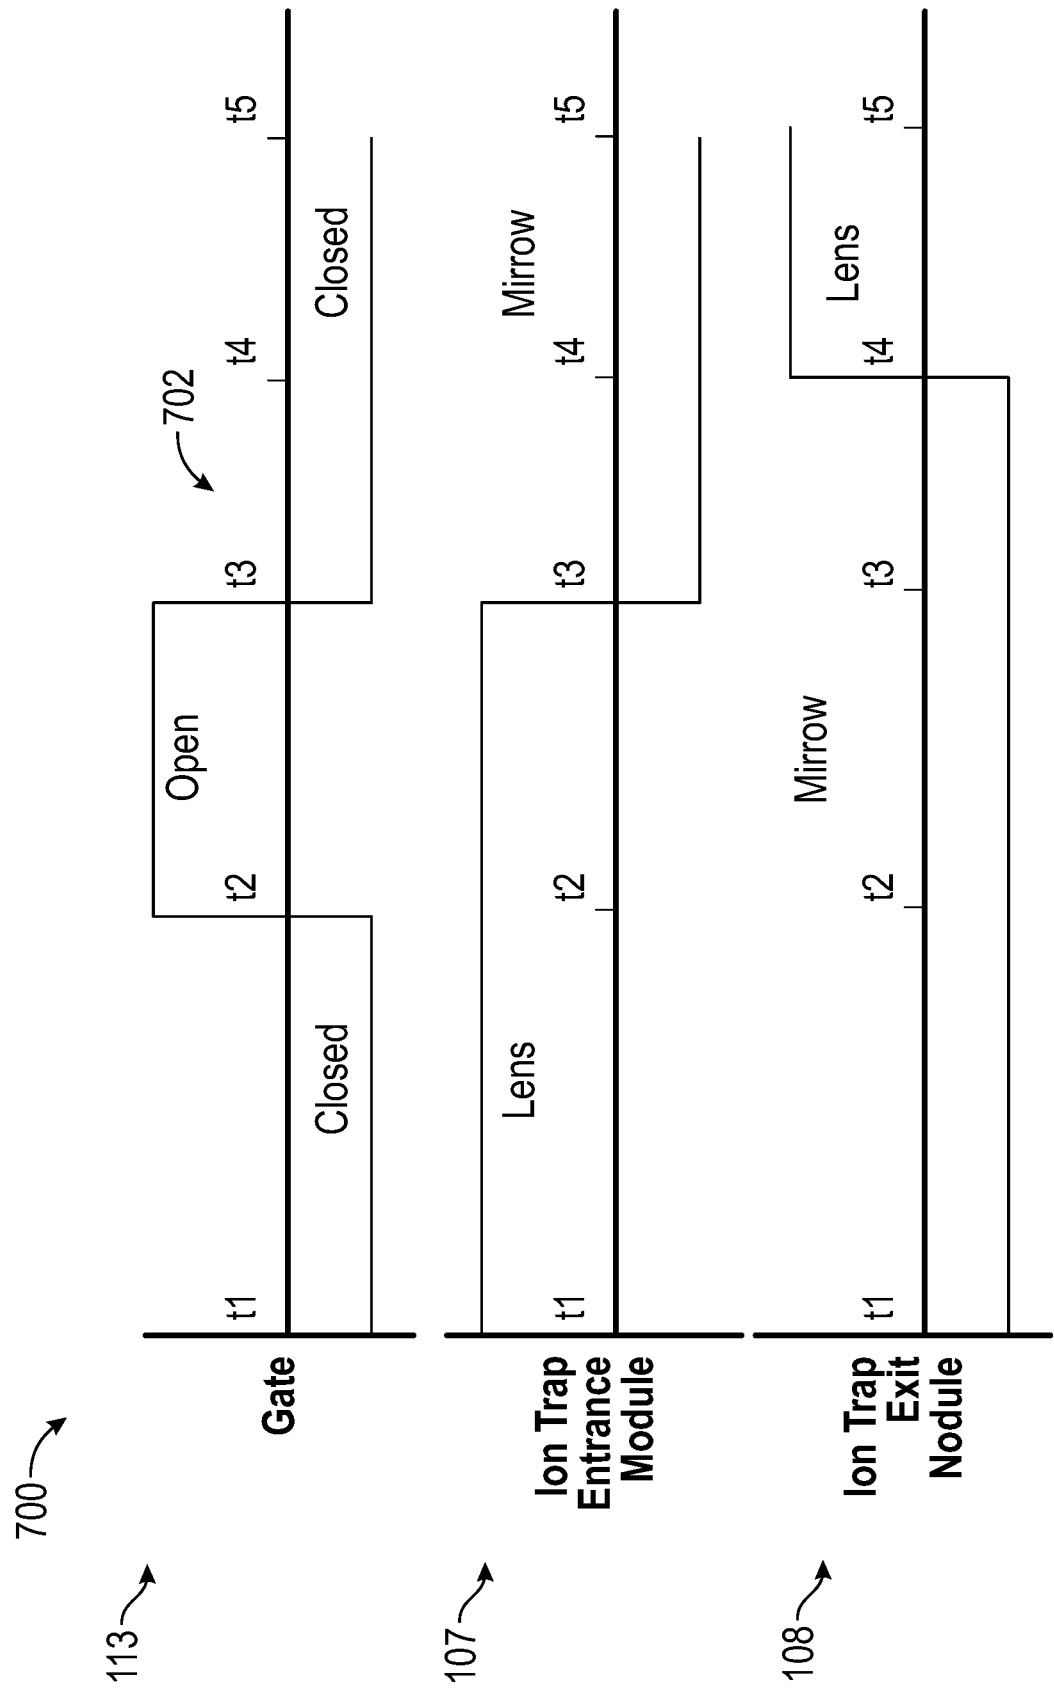 700
113
Gate
t1
t2
t3
t4
t5
Closed
Open
Closed
702
107
Ion Trap
Entrance
Module
t1
t2
t3
t4
t5
Lens
Mirrow
108
Ion Trap
Exit
Nodule
t1
t2
t3
t4
t5
Mirrow
Lens